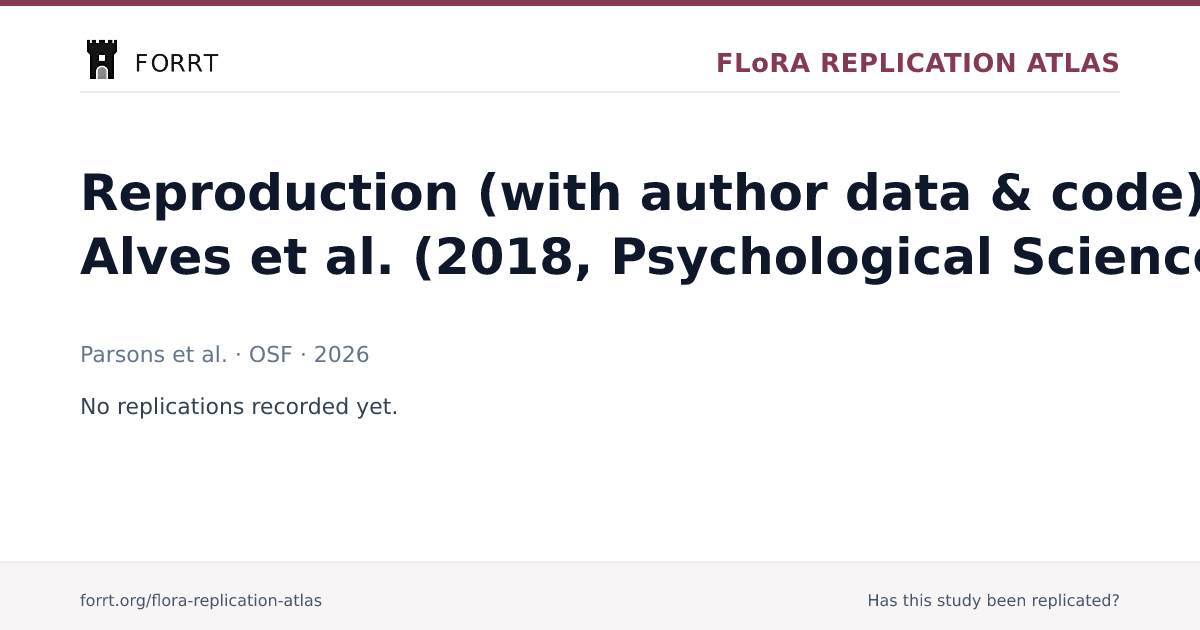 FORRT
FLoRA REPLICATION ATLAS
Reproduction (with author data & code)
Alves et al. (2018, Psychological Science
Parsons et al. · OSF · 2026
No replications recorded yet.
forrt.org/flora-replication-atlas
Has this study been replicated?